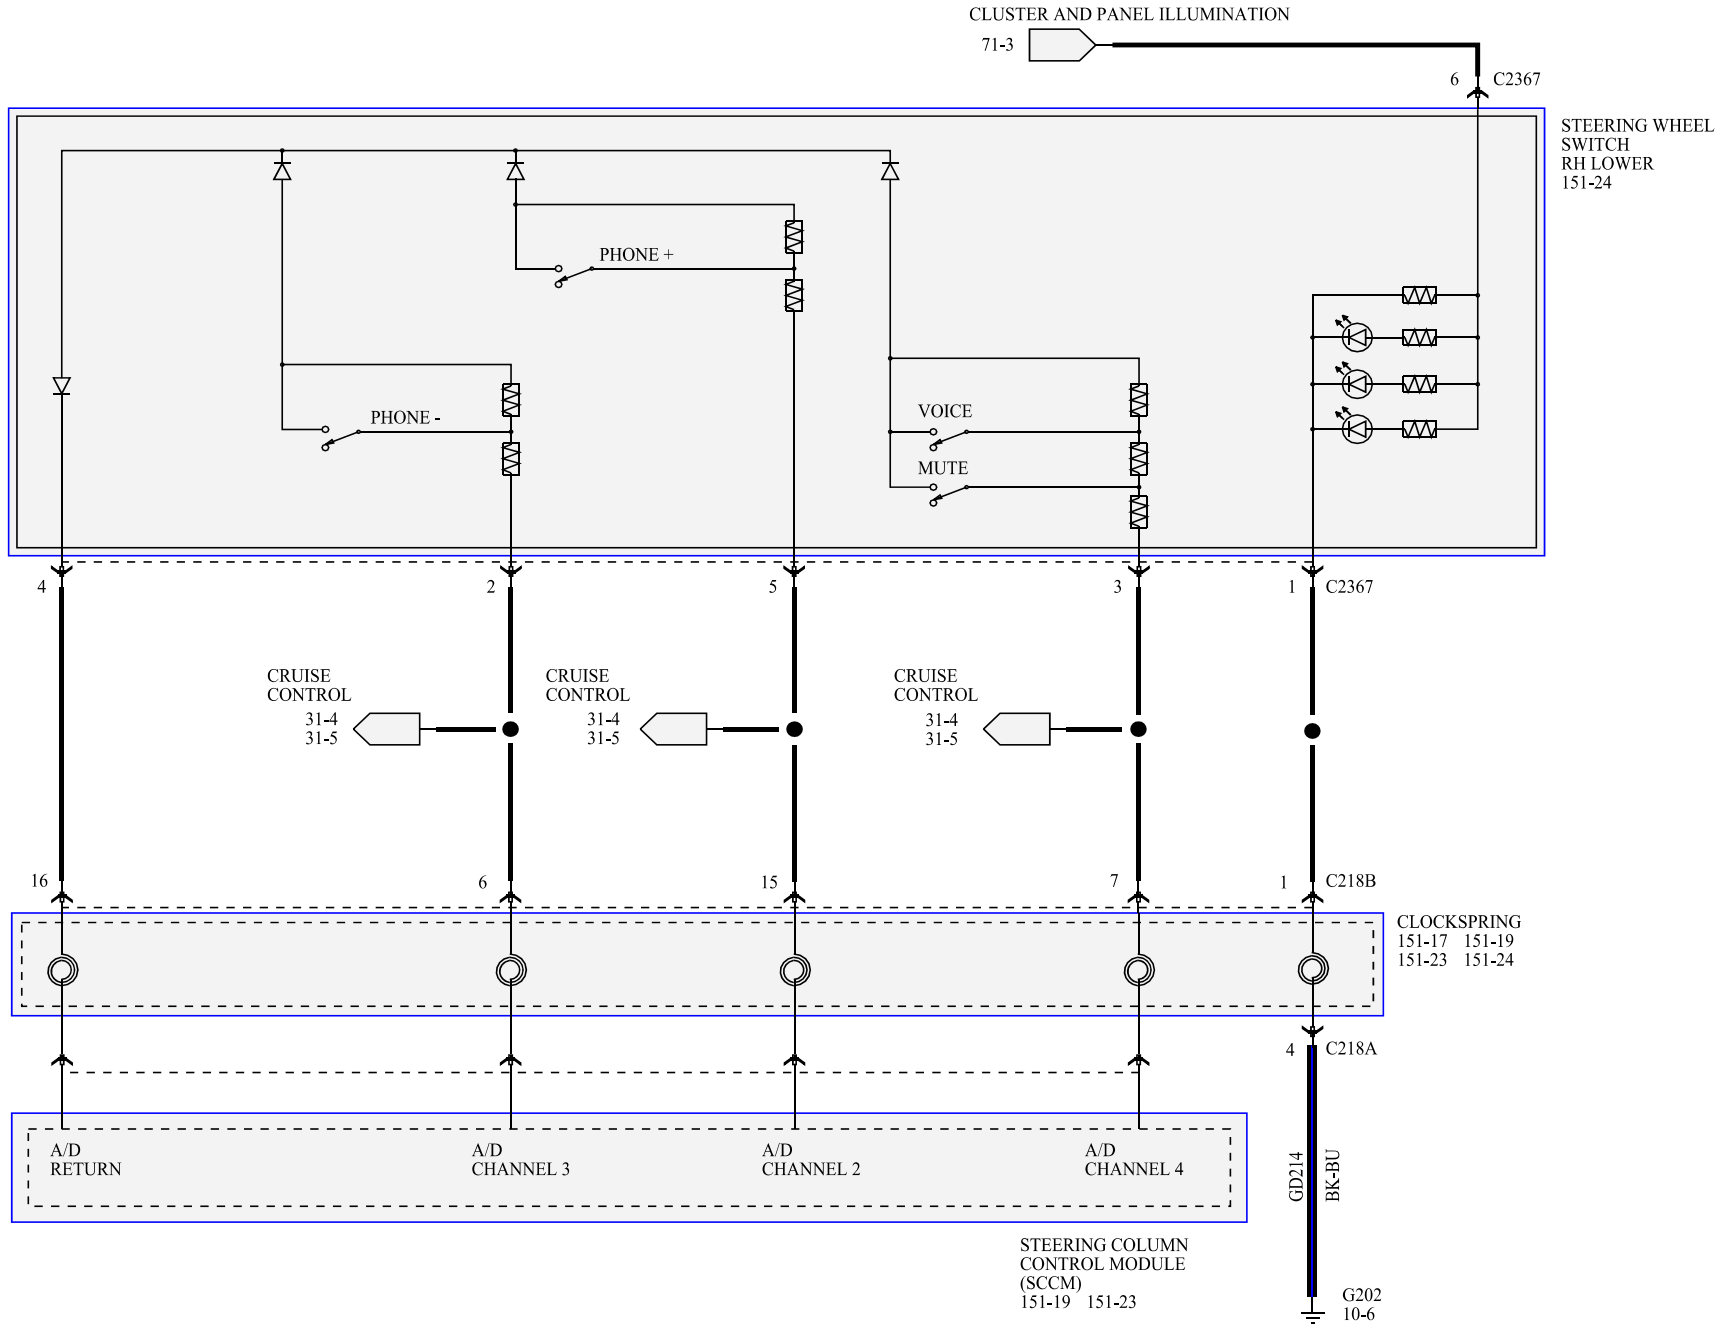 CLUSTER AND PANEL ILLUMINATION
71-3
6 C2367
STEERING WHEEL
SWITCH
RH LOWER
151-24
PHONE +
PHONE -
VOICE
MUTE
4 2 5 3 1 C2367
CRUISE
CONTROL
31-4
31-5
CRUISE
CONTROL
31-4
31-5
CRUISE
CONTROL
31-4
31-5
16 6 15 7 1 C218B
CLOCKSPRING
151-17 151-19
151-23 151-24
4 C218A
A/D
RETURN
A/D
CHANNEL 3
A/D
CHANNEL 2
A/D
CHANNEL 4
GD214
BK-BU
STEERING COLUMN
CONTROL MODULE
(SCCM)
151-19 151-23
G202
10-6